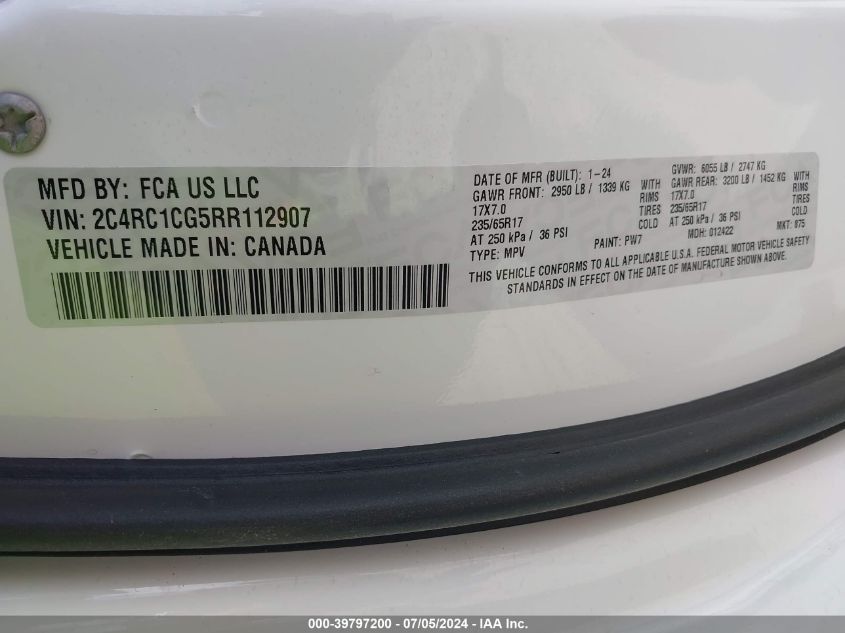 MFD BY: FCA US LLC
VIN: 2C4RC1CG5RR112907
VEHICLE MADE IN: CANADA
DATE OF MFR (BUILT): 1-24 GVWR: 6055 LB / 2747 KG
GAWR FRONT: 2950 LB / 1339 KG WITH GAWR REAR: 3200 LB / 1452 KG WITH
17X7.0 RIMS 17X7.0 RIMS
235/65R17 TIRES 235/65R17 TIRES
AT 250 kPa / 36 PSI COLD AT 250 kPa / 36 PSI COLD
TYPE: MPV PAINT: PW7 MDH: 012422 MKT: 875
THIS VEHICLE CONFORMS TO ALL APPLICABLE U.S.A. FEDERAL MOTOR VEHICLE SAFETY
STANDARDS IN EFFECT ON THE DATE OF MANUFACTURE SHOWN ABOVE.
000-39797200 - 07/05/2024 - IAA Inc.